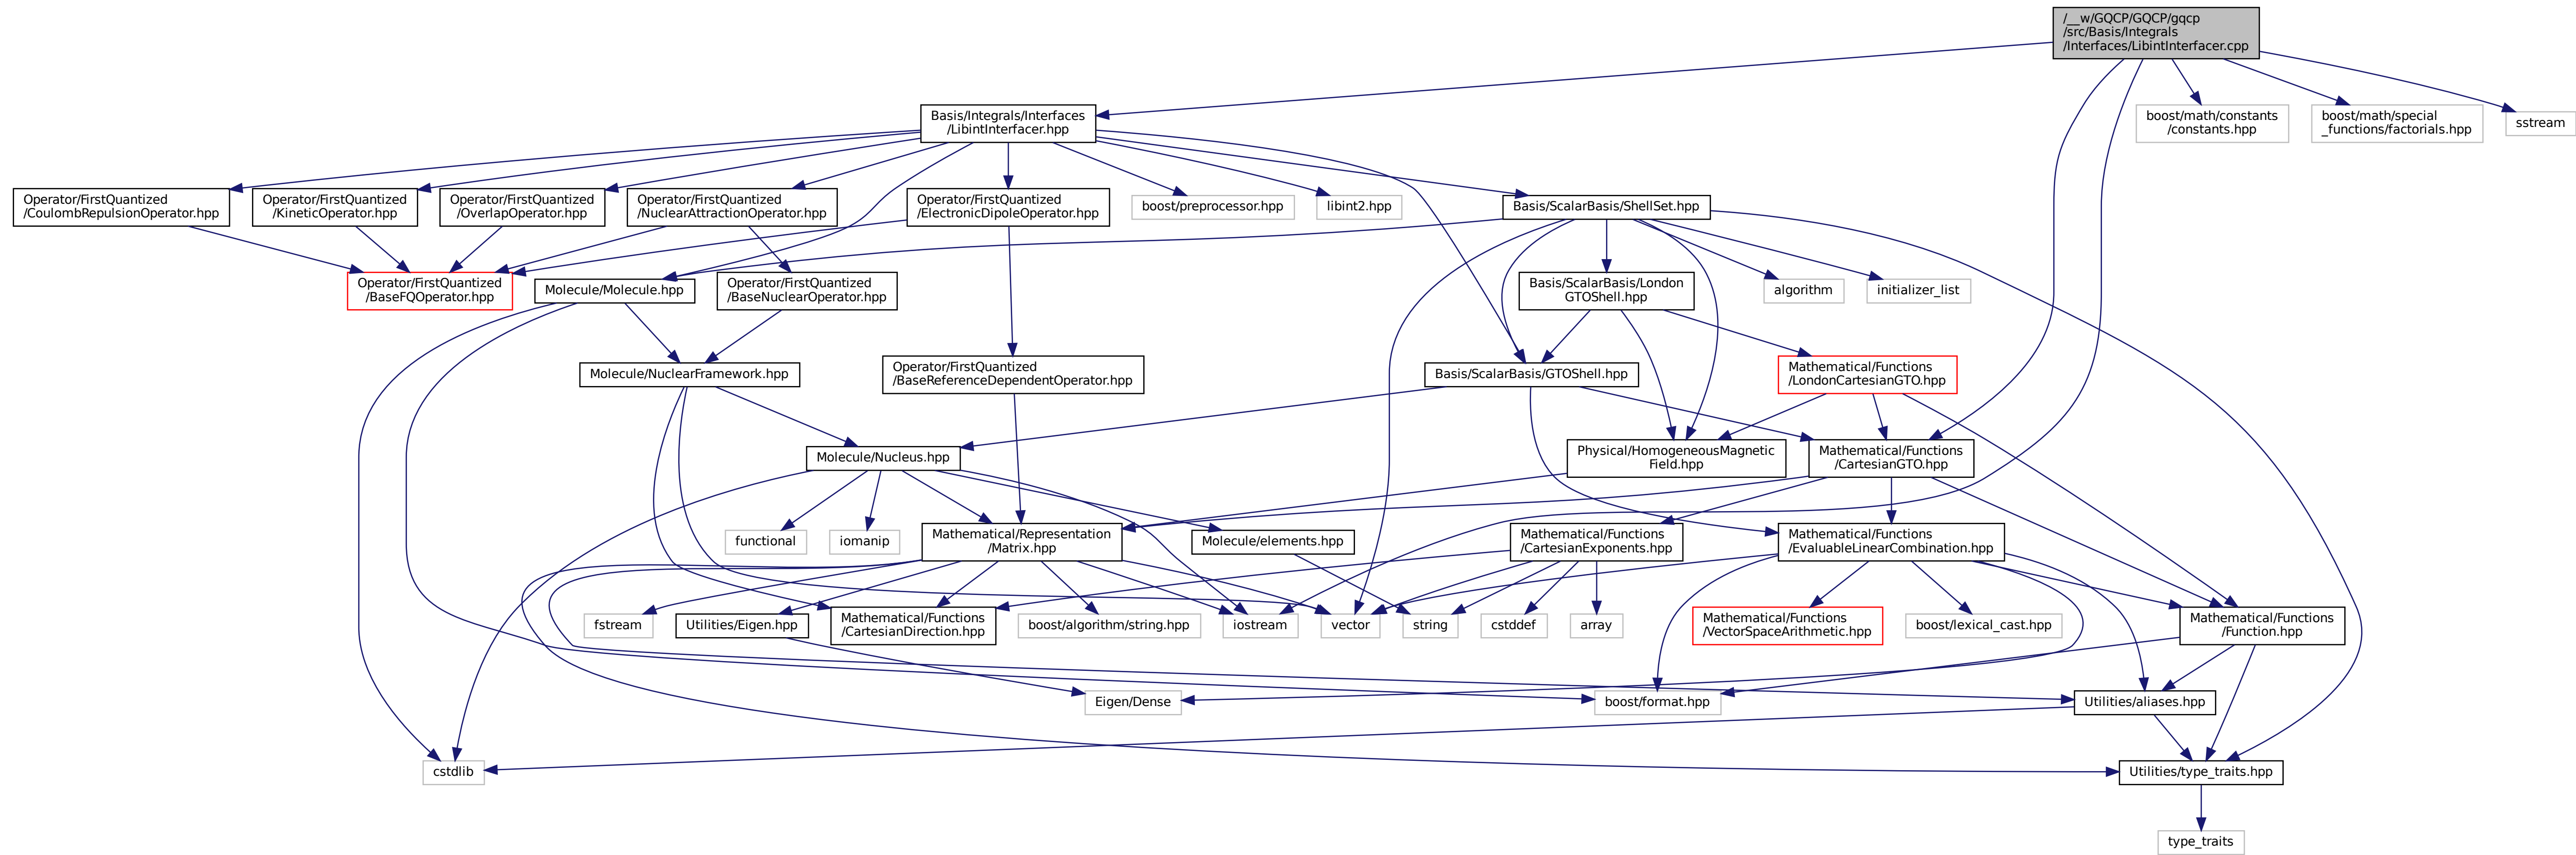 /__w/GQCP/GQCP/gqcp
/src/Basis/Integrals
/Interfaces/LibintInterfacer.cpp
Basis/Integrals/Interfaces
/LibintInterfacer.hpp
boost/math/constants
/constants.hpp
boost/math/special
_functions/factorials.hpp
sstream
Operator/FirstQuantized
/CoulombRepulsionOperator.hpp
Operator/FirstQuantized
/KineticOperator.hpp
Operator/FirstQuantized
/OverlapOperator.hpp
Operator/FirstQuantized
/NuclearAttractionOperator.hpp
Operator/FirstQuantized
/ElectronicDipoleOperator.hpp
boost/preprocessor.hpp
libint2.hpp
Basis/ScalarBasis/ShellSet.hpp
Operator/FirstQuantized
/BaseFQOperator.hpp
Molecule/Molecule.hpp
Operator/FirstQuantized
/BaseNuclearOperator.hpp
Basis/ScalarBasis/London
GTOShell.hpp
algorithm
initializer_list
Molecule/NuclearFramework.hpp
Operator/FirstQuantized
/BaseReferenceDependentOperator.hpp
Basis/ScalarBasis/GTOShell.hpp
Mathematical/Functions
/LondonCartesianGTO.hpp
Molecule/Nucleus.hpp
Physical/HomogeneousMagnetic
Field.hpp
Mathematical/Functions
/CartesianGTO.hpp
functional
iomanip
Mathematical/Representation
/Matrix.hpp
Molecule/elements.hpp
Mathematical/Functions
/CartesianExponents.hpp
Mathematical/Functions
/EvaluableLinearCombination.hpp
fstream
Utilities/Eigen.hpp
Mathematical/Functions
/CartesianDirection.hpp
boost/algorithm/string.hpp
iostream
vector
string
cstddef
array
Mathematical/Functions
/VectorSpaceArithmetic.hpp
boost/lexical_cast.hpp
Mathematical/Functions
/Function.hpp
Eigen/Dense
boost/format.hpp
Utilities/aliases.hpp
cstdlib
Utilities/type_traits.hpp
type_traits